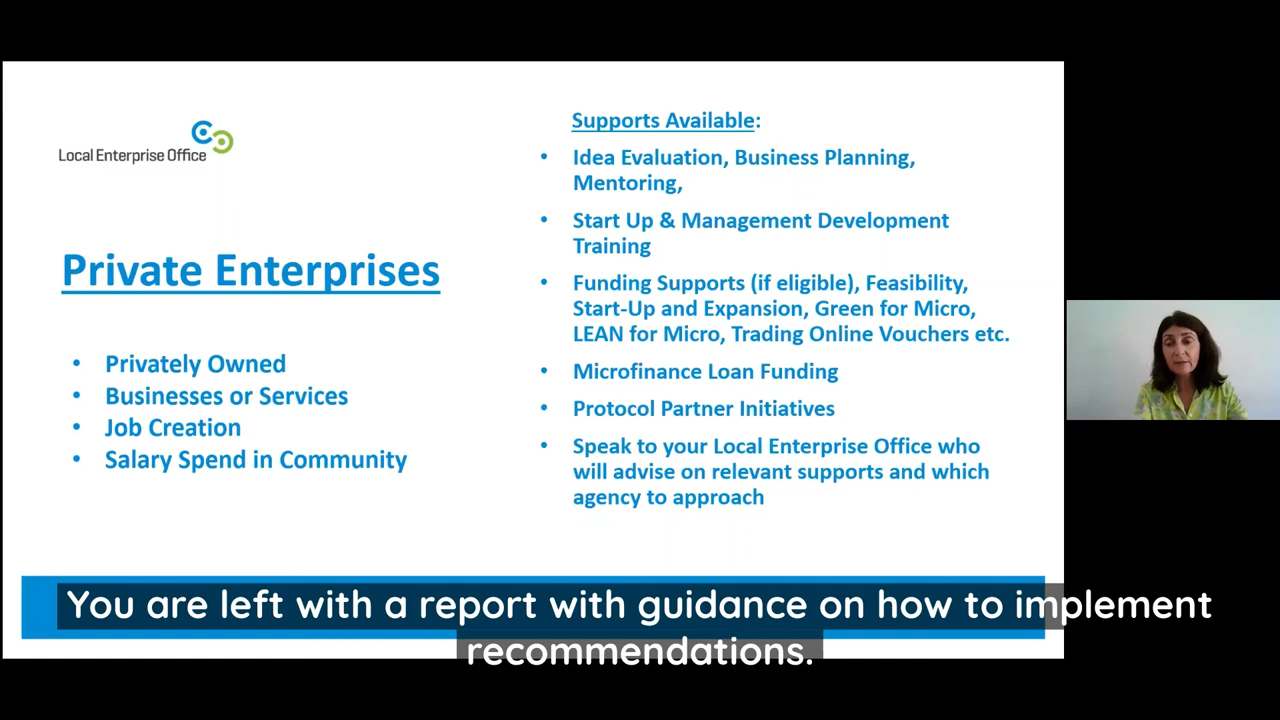 Local Enterprise Office
Private Enterprises
• Privately Owned
• Businesses or Services
• Job Creation
• Salary Spend in Community
Supports Available:
• Idea Evaluation, Business Planning,
Mentoring,
• Start Up & Management Development
Training
• Funding Supports (if eligible), Feasibility,
Start-Up and Expansion, Green for Micro,
LEAN for Micro, Trading Online Vouchers etc.
• Microfinance Loan Funding
• Protocol Partner Initiatives
• Speak to your Local Enterprise Office who
will advise on relevant supports and which
agency to approach
You are left with a report with guidance on how to implement
recommendations.